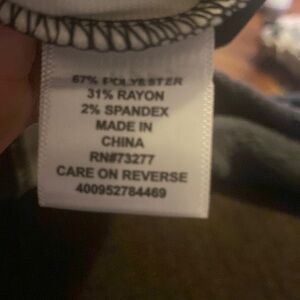 67% POLYESTER
31% RAYON
2% SPANDEX
MADE IN
CHINA
RN#73277
CARE ON REVERSE
400952784469